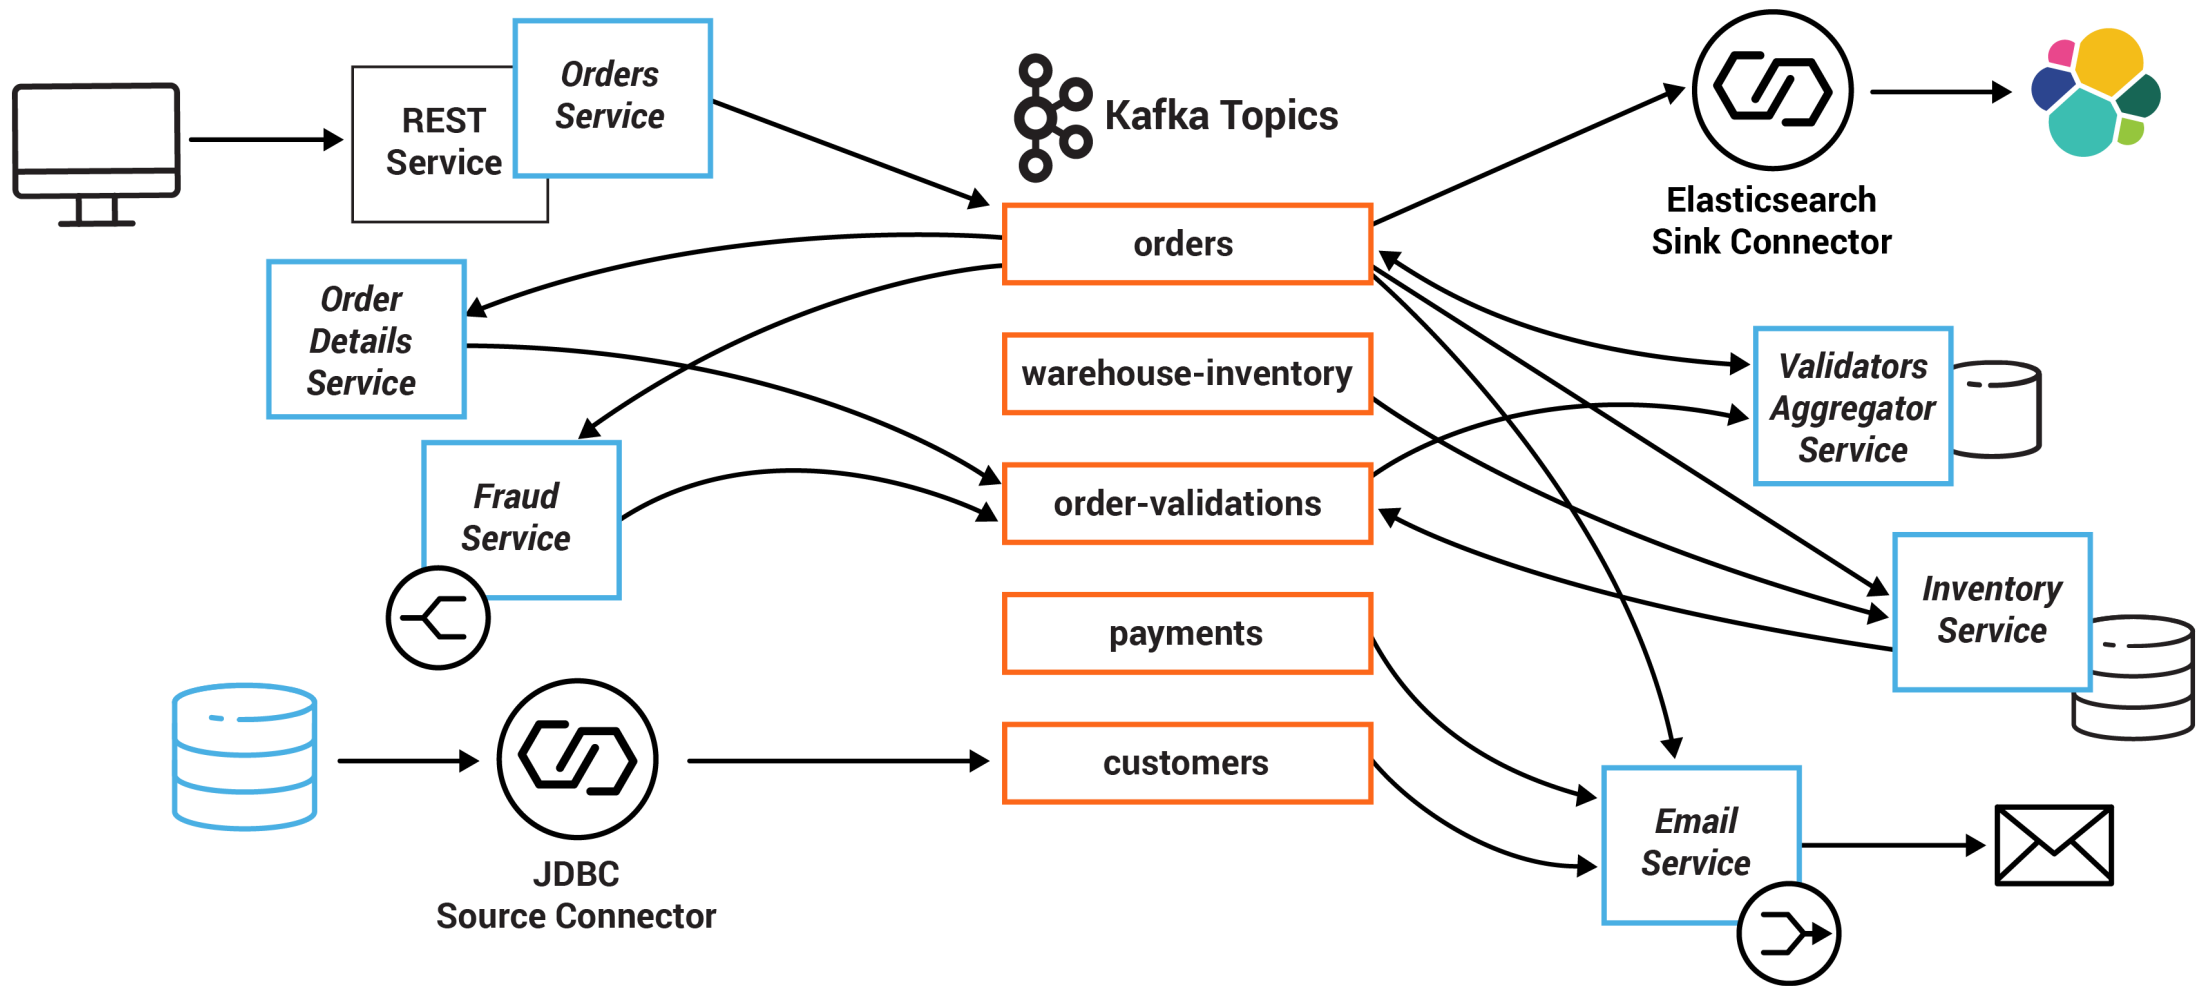 Orders
Service
REST
Service
Kafka Topics
Elasticsearch
Sink Connector
orders
Order
Details
Service
warehouse-inventory
Validators
Aggregator
Service
Fraud
Service
order-validations
Inventory
Service
payments
customers
JDBC
Source Connector
Email
Service